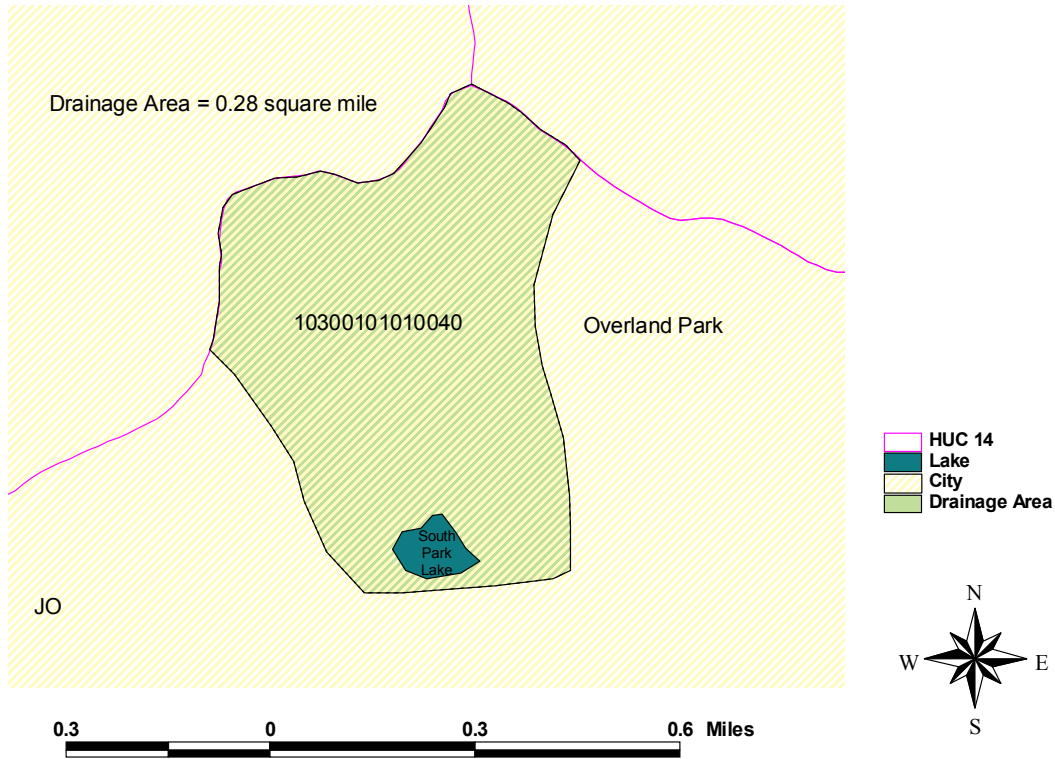 Drainage Area = 0.28 square mile
10300101010040
Overland Park
South
Park
Lake
JO
HUC 14
Lake
City
Drainage Area
N
W
E
S
0.3 0 0.3 0.6 Miles